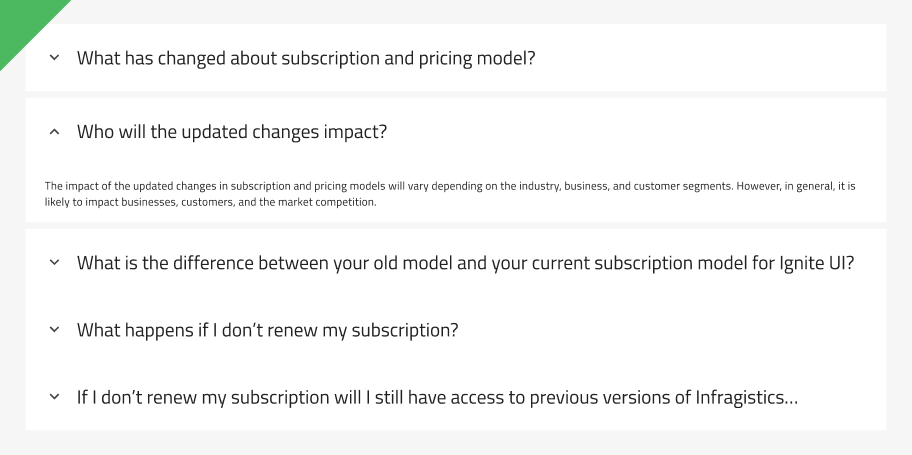 What has changed about subscription and pricing model?
Who will the updated changes impact?
The impact of the updated changes in subscription and pricing models will vary depending on the industry, business, and customer segments. However, in general, it is
likely to impact businesses, customers, and the market competition.
What is the difference between your old model and your current subscription model for Ignite UI?
What happens if I don’t renew my subscription?
If I don’t renew my subscription will I still have access to previous versions of Infragistics...